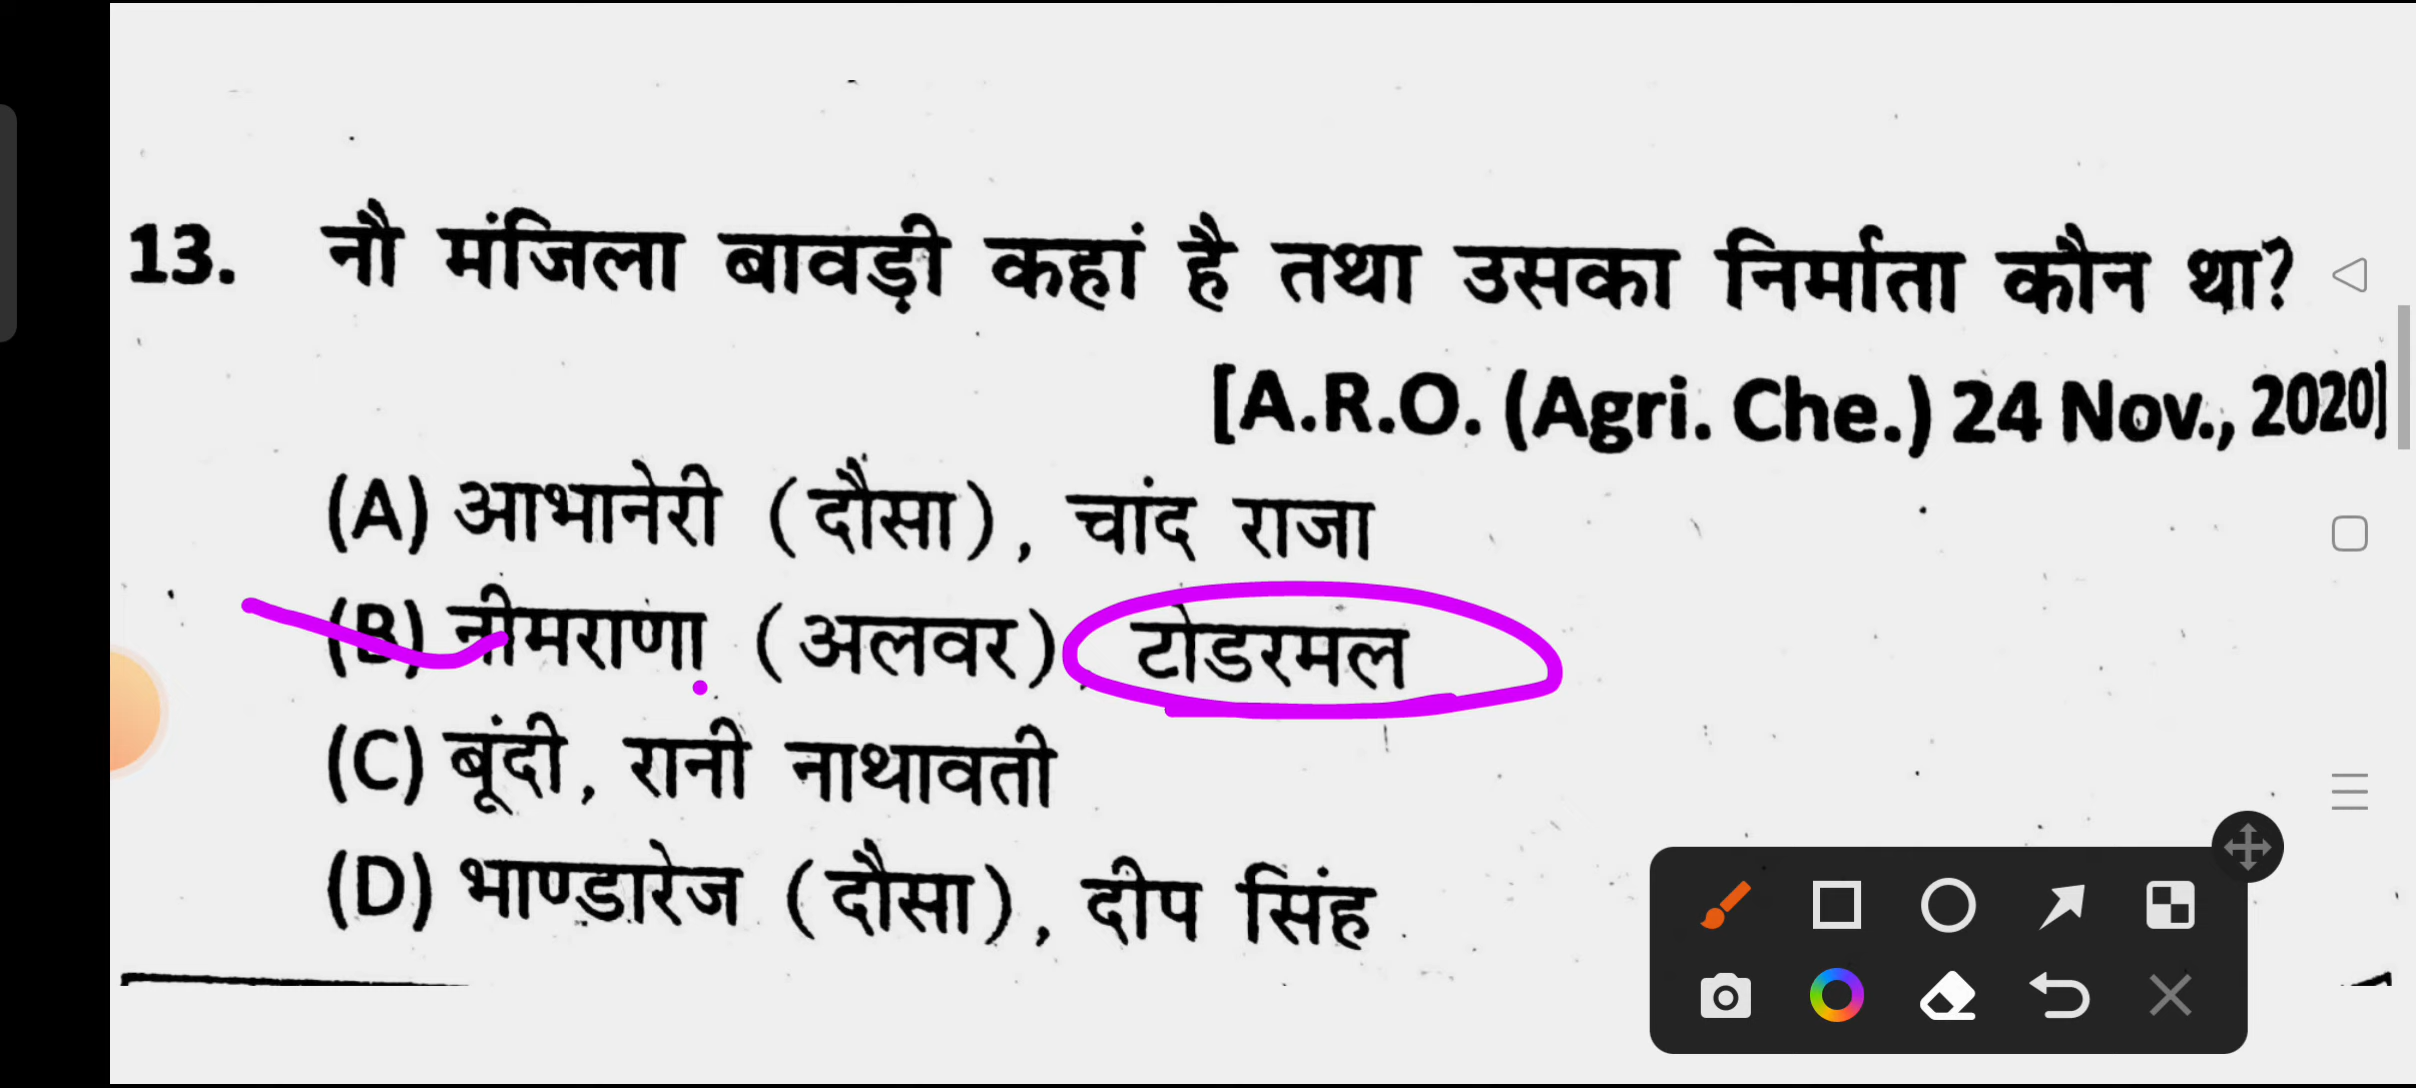 13. नौ मंजिला बावड़ी कहां है तथा उसका निर्माता कौन था?
[A.R.O. (Agri. Che.) 24 Nov., 2020]
(A) आभानेरी (दौसा), चांद राजा
(B) नीमराणा (अलवर), टोडरमल
(C) बूंदी, रानी नाथावती
(D) भाण्डारेज (दौसा), दीप सिंह